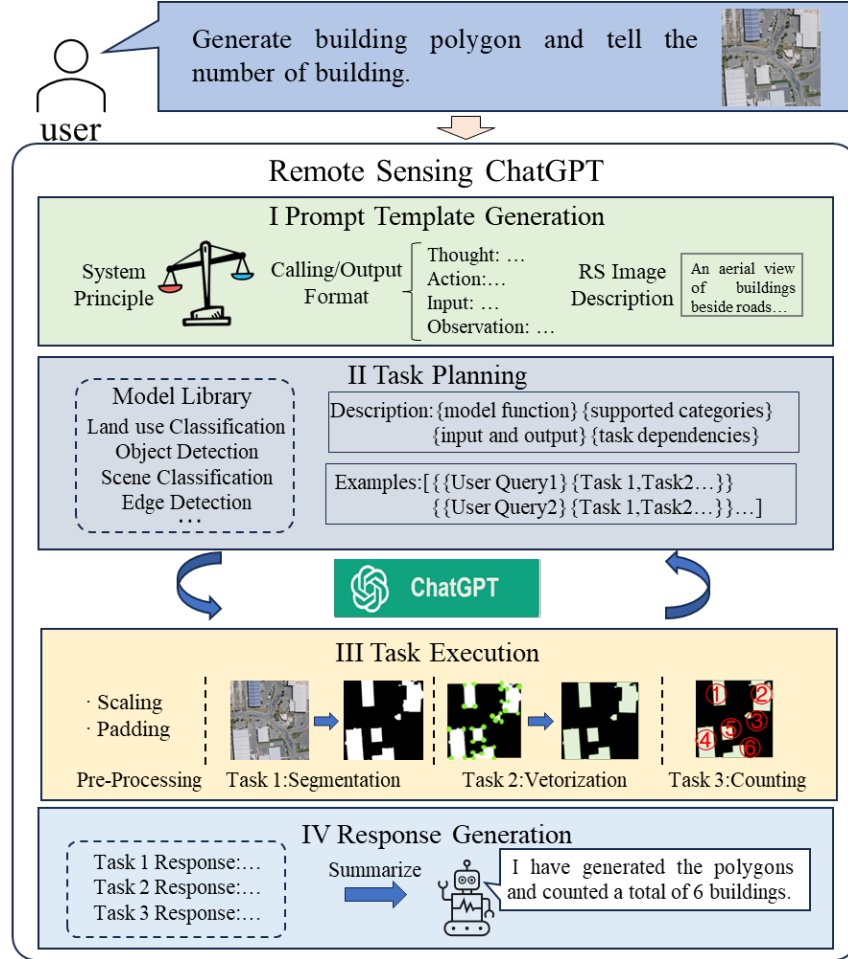 Generate building polygon and tell the
number of building.
user
Remote Sensing ChatGPT
I Prompt Template Generation
System
Principle
Calling/Output
Format
Thought: …
Action:…
Input: …
Observation: …
RS Image
Description
An aerial view
of buildings
beside roads…
II Task Planning
Model Library
Land use Classification
Object Detection
Scene Classification
Edge Detection
…
Description:{model function}{supported categories}
{input and output}{task dependencies}
Examples:[{{User Query1}{Task 1,Task2…}}
{{User Query2}{Task 1,Task2…}}…]
ChatGPT
III Task Execution
· Scaling
· Padding
Pre-Processing
Task 1:Segmentation
Task 2:Vetorization
① ②
③
④ ⑤
⑥
Task 3:Counting
IV Response Generation
Task 1 Response:…
Task 2 Response:…
Task 3 Response:…
Summarize
I have generated the polygons
and counted a total of 6 buildings.